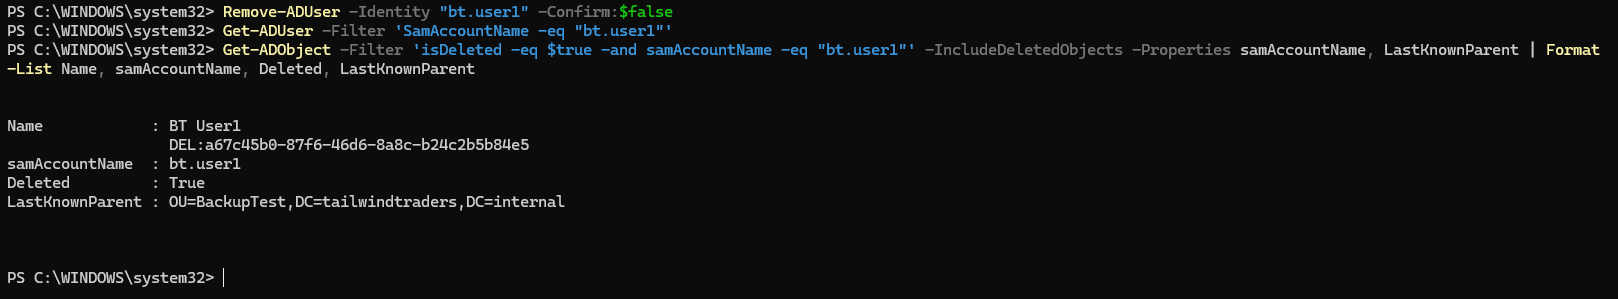 PS C:\WINDOWS\system32> Remove-ADUser -Identity "bt.user1" -Confirm:$false
PS C:\WINDOWS\system32> Get-ADUser -Filter 'SamAccountName -eq "bt.user1"'
PS C:\WINDOWS\system32> Get-ADObject -Filter 'isDeleted -eq $true -and samAccountName -eq "bt.user1"' -IncludeDeletedObjects -Properties samAccountName, LastKnownParent | Format
-List Name, samAccountName, Deleted, LastKnownParent
Name            : BT User1
                  DEL:a67c45b0-87f6-46d6-8a8c-b24c2b5b84e5
samAccountName  : bt.user1
Deleted         : True
LastKnownParent : OU=BackupTest,DC=tailwindtraders,DC=internal
PS C:\WINDOWS\system32>